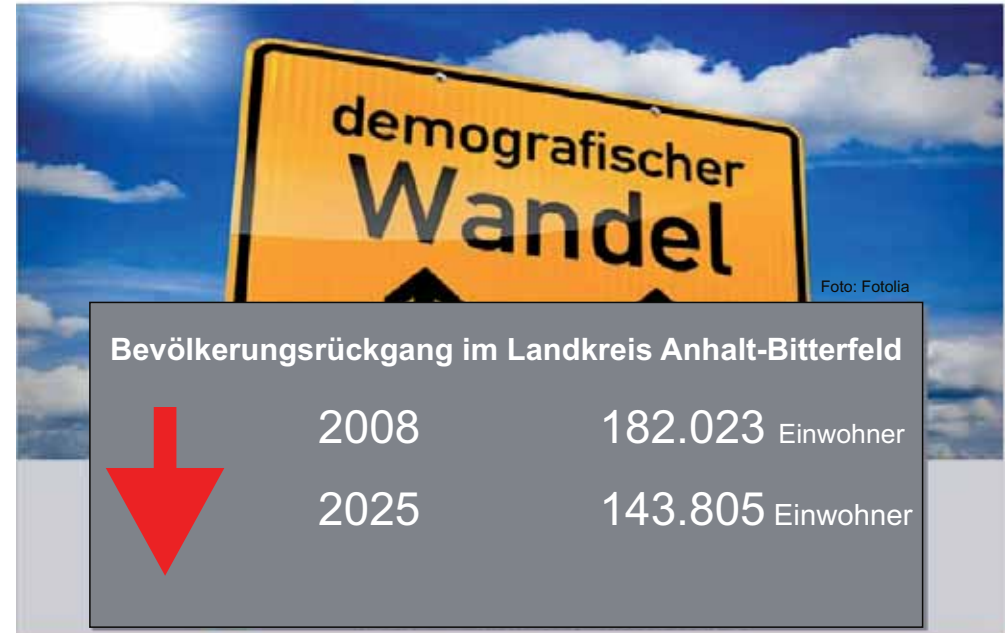 demografischer
Wandel
Foto: Fotolia
Bevölkerungsrückgang im Landkreis Anhalt-Bitterfeld
2008 182.023 Einwohner
2025 143.805 Einwohner